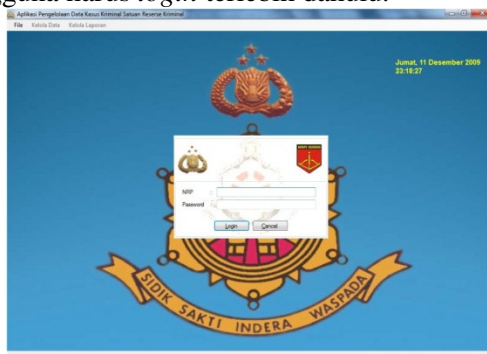 harus login terlebih dahulu.
Aplikasi Pengelolaan Data Kasus Kriminal Satuan Reserse Kriminal
File Kelola Data Kelola Laporan
Jumat, 11 Desember 2009
23:18:27
NRP :
Password :
Login Cancel
SIDIK SAKTI INDERA WASPADA